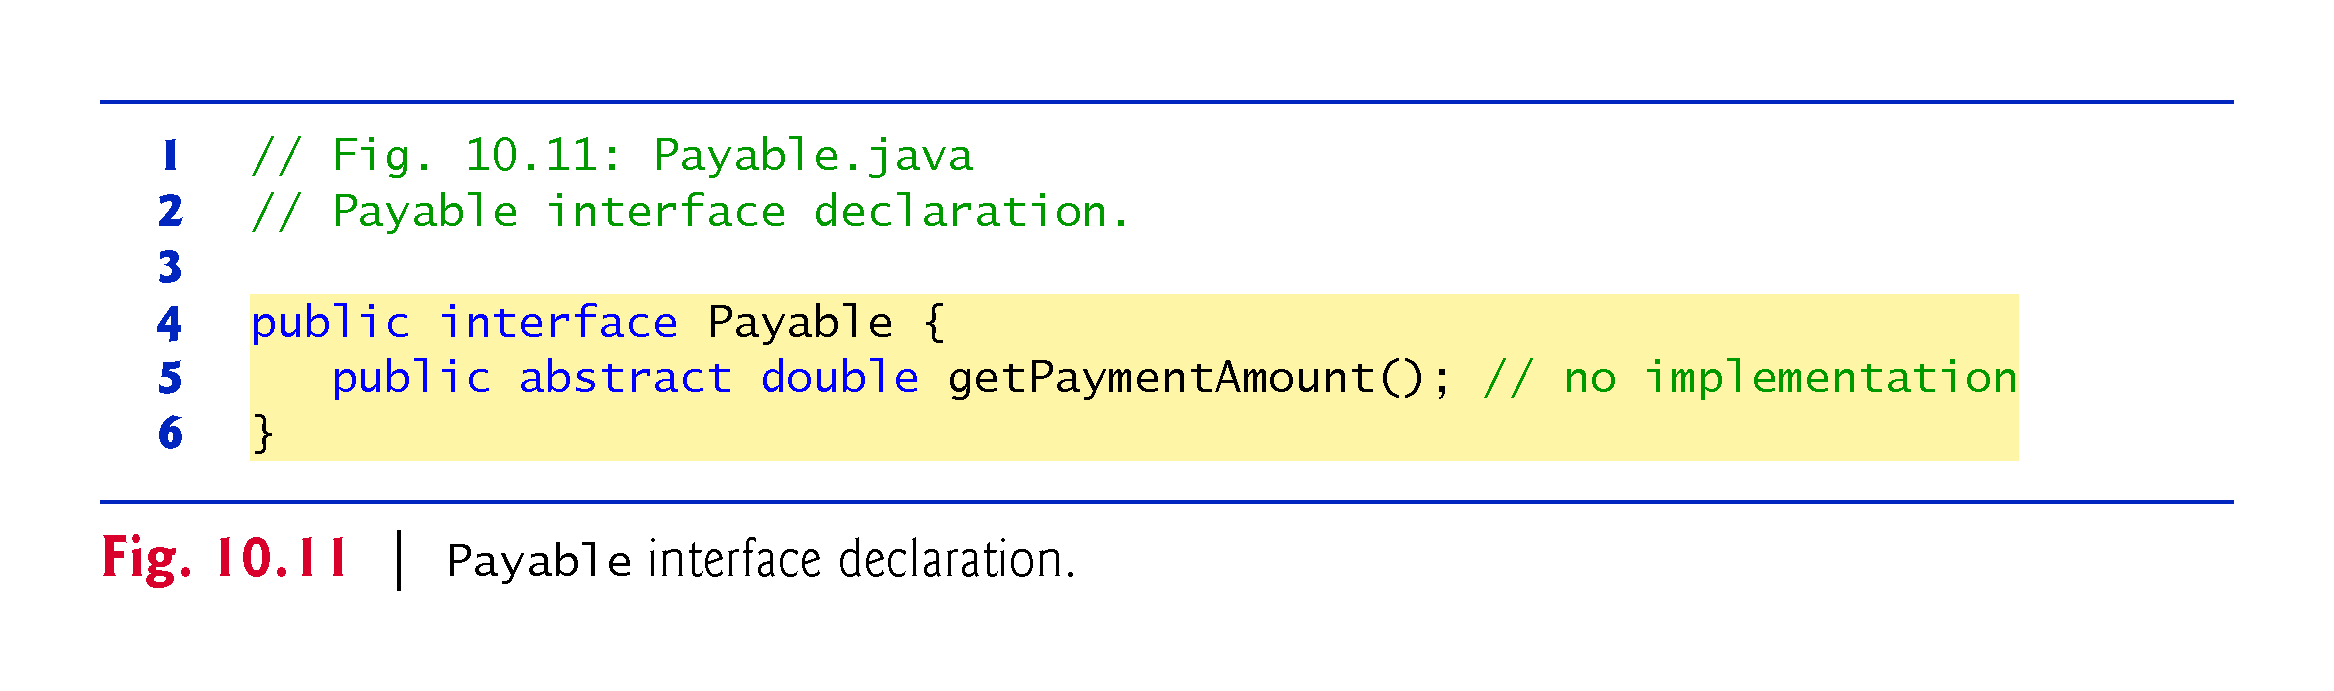 1 // Fig. 10.11: Payable.java
2 // Payable interface declaration.
3
4 public interface Payable {
5    public abstract double getPaymentAmount(); // no implementation
6 }
Fig. 10.11 | Payable interface declaration.